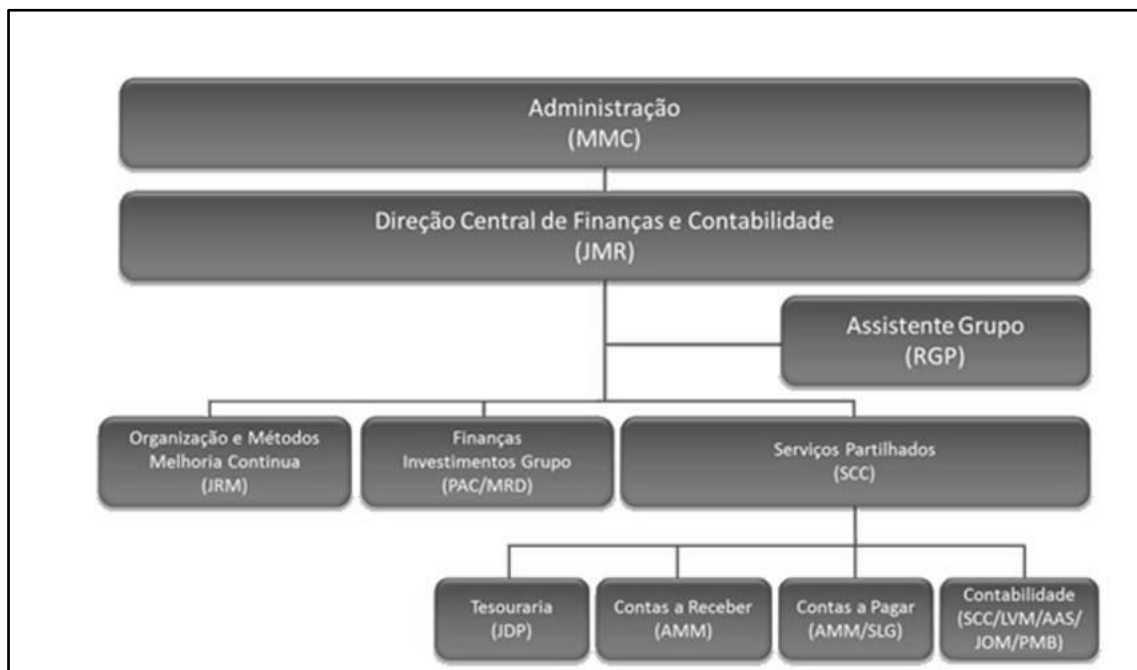 Administração
(MMC)
Direção Central de Finanças e Contabilidade
(JMR)
Assistente Grupo
(RGP)
Organização e Métodos
Melhoria Continua
(JRM)
Finanças
Investimentos Grupo
(PAC/MRD)
Serviços Partilhados
(SCC)
Tesouraria
(JDP)
Contas a Receber
(AMM)
Contas a Pagar
(AMM/SLG)
Contabilidade
(SCC/LVM/AAS/
JOM/PMB)